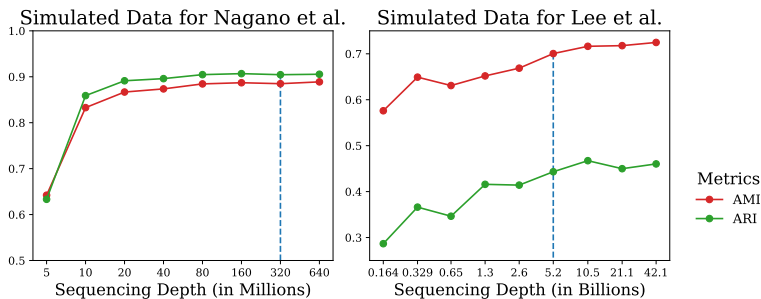 Simulated Data for Nagano et al.
1.0
0.9
0.8
0.7
0.6
0.5
5 10 20 40 80 160 320 640
Sequencing Depth (in Millions)
Simulated Data for Lee et al.
0.7
0.6
0.5
0.4
0.3
0.164 0.329 0.65 1.3 2.6 5.2 10.5 21.1 42.1
Sequencing Depth (in Billions)
Metrics
AMI
ARI